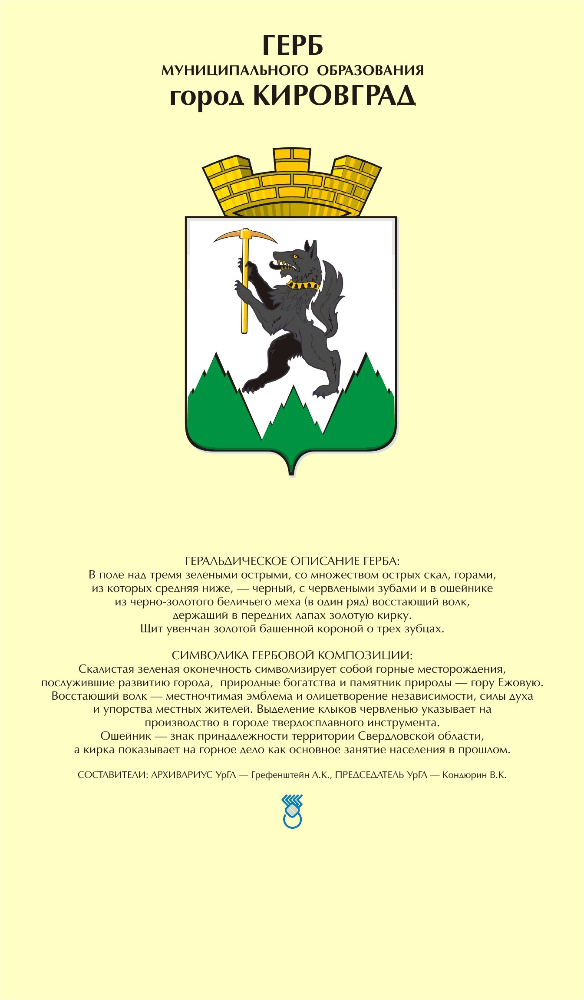 ГЕРБ
МУНИЦИПАЛЬНОГО ОБРАЗОВАНИЯ
город КИРОВГРАД
ГЕРАЛЬДИЧЕСКОЕ ОПИСАНИЕ ГЕРБА:
В поле над тремя зелеными острыми, со множеством острых скал, горами,
из которых средняя ниже, — черный, с червлеными зубами и в ошейнике
из черно-золотого беличьего меха (в один ряд) восстающий волк,
держащий в передних лапах золотую кирку.
Щит увенчан золотой башенной короной о трех зубцах.
СИМВОЛИКА ГЕРБОВОЙ КОМПОЗИЦИИ:
Скалистая зеленая оконечность символизирует собой горные месторождения,
послужившие развитию города, природные богатства и памятник природы — гору Ежовую.
Восстающий волк — местночтимая эмблема и олицетворение независимости, силы духа
и упорства местных жителей. Выделение клыков червленью указывает на
производство в городе твердосплавного инструмента.
Ошейник — знак принадлежности территории Свердловской области,
а кирка показывает на горное дело как основное занятие населения в прошлом.
СОСТАВИТЕЛИ: АРХИВАРИУС УрГА — Грефенштейн А.К., ПРЕДСЕДАТЕЛЬ УрГА — Кондюрин В.К.